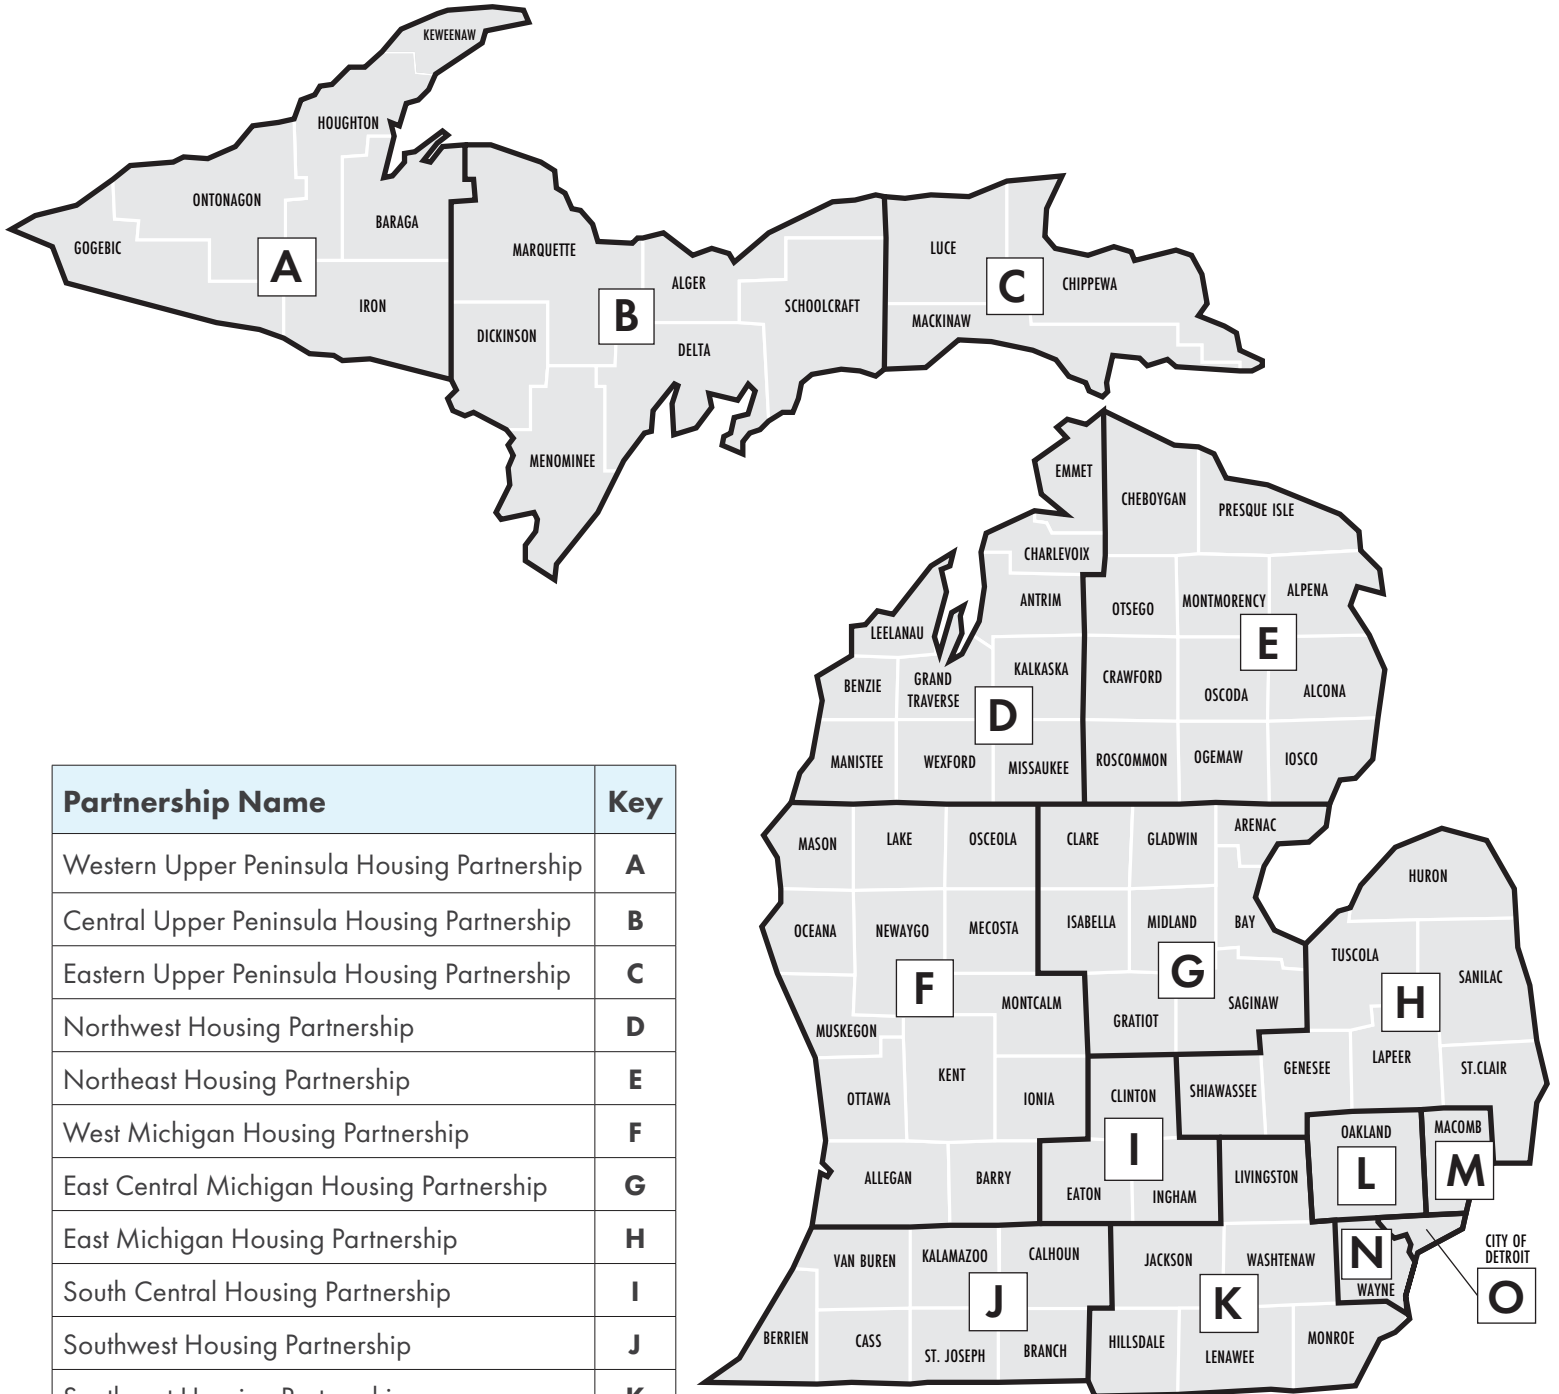 KEWEENAW
HOUGHTON
ONTONAGON
BARAGA
GOGEBIC
A
IRON
MARQUETTE
ALGER
B
SCHOOLCRAFT
DICKINSON
DELTA
MENOMINEE
LUCE
C
CHIPPEWA
MACKINAW
EMMET
CHEBOYGAN
PRESQUE ISLE
CHARLEVOIX
ANTRIM
OTSEGO
MONTMORENCY
ALPENA
LEELANAU
E
KALKASKA
CRAWFORD
BENZIE
GRAND
TRAVERSE
OSCODA
ALCONA
D
MANISTEE
WEXFORD
MISSAUKEE
ROSCOMMON
OGEMAW
IOSCO
MASON
LAKE
OSCEOLA
CLARE
GLADWIN
ARENAC
HURON
OCEANA
NEWAYGO
MECOSTA
ISABELLA
MIDLAND
BAY
TUSCOLA
SANILAC
F
G
H
MONTCALM
SAGINAW
GRATIOT
MUSKEGON
KENT
GENESEE
LAPEER
ST.CLAIR
OTTAWA
IONIA
CLINTON
SHIAWASSEE
OAKLAND
MACOMB
I
L
M
ALLEGAN
BARRY
EATON
INGHAM
LIVINGSTON
VAN BUREN
KALAMAZOO
CALHOUN
JACKSON
WASHTENAW
N
WAYNE
CITY OF
DETROIT
O
J
K
BERRIEN
CASS
ST. JOSEPH
BRANCH
HILLSDALE
LENAWEE
MONROE
Partnership Name Key
Western Upper Peninsula Housing Partnership A
Central Upper Peninsula Housing Partnership B
Eastern Upper Peninsula Housing Partnership C
Northwest Housing Partnership D
Northeast Housing Partnership E
West Michigan Housing Partnership F
East Central Michigan Housing Partnership G
East Michigan Housing Partnership H
South Central Housing Partnership I
Southwest Housing Partnership J